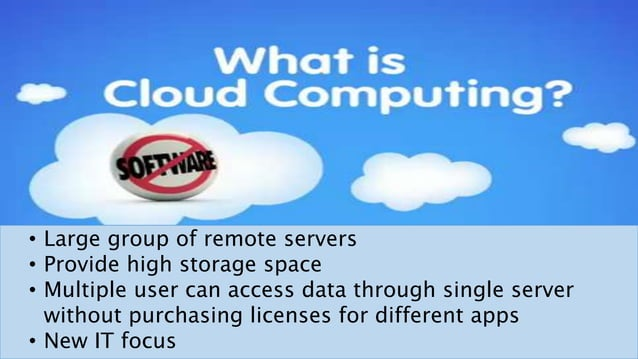 What is
Cloud Computing?
SOFTWARE
• Large group of remote servers
• Provide high storage space
• Multiple user can access data through single server
without purchasing licenses for different apps
• New IT focus